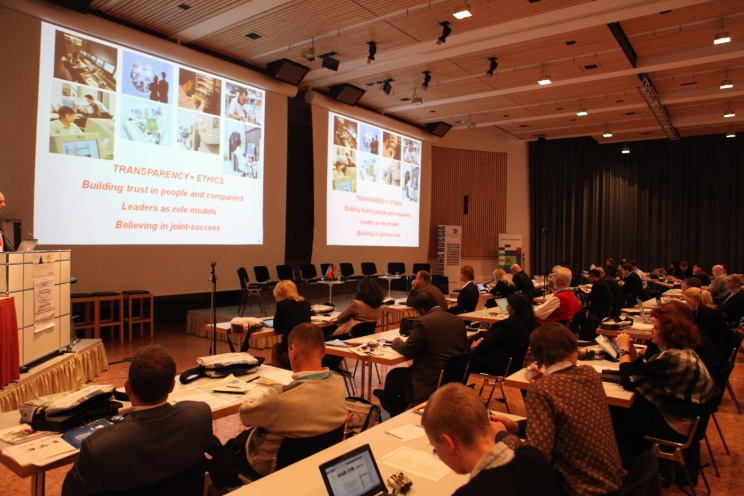 TRANSPARENCY + ETHICS
Building trust in people and companies
Leaders as role models
Believing in joint-success
TRANSPARENCY + ETHICS
Building trust in people and companies
Leaders as role models
Believing in joint-success